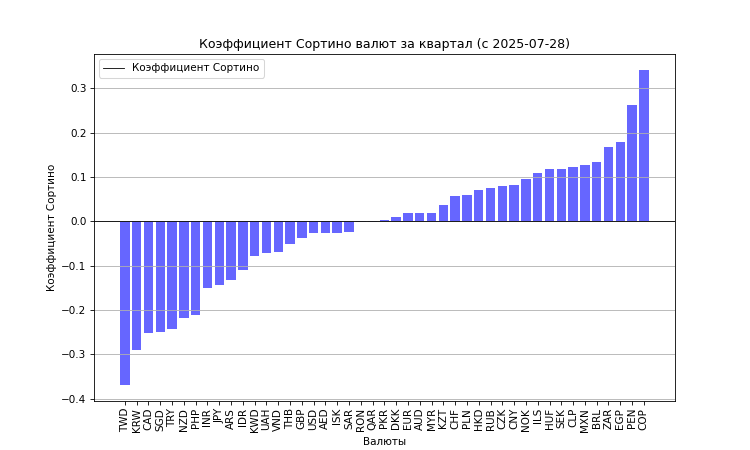 Коэффициент Сортино валют за квартал (с 2025-07-28)
Коэффициент Сортино
Коэффициент Сортино
0.3
0.2
0.1
0.0
−0.1
−0.2
−0.3
−0.4
TWD
KRW
CAD
SGD
TRY
NZD
PHP
INR
JPY
ARS
IDR
KWD
UAH
VND
THB
GBP
USD
AED
ISK
SAR
RON
QAR
PKR
DKK
EUR
AUD
MYR
KZT
CHF
PLN
HKD
RUB
CZK
CNY
NOK
ILS
HUF
SEK
CLP
MXN
BRL
ZAR
EGP
PEN
COP
Валюты